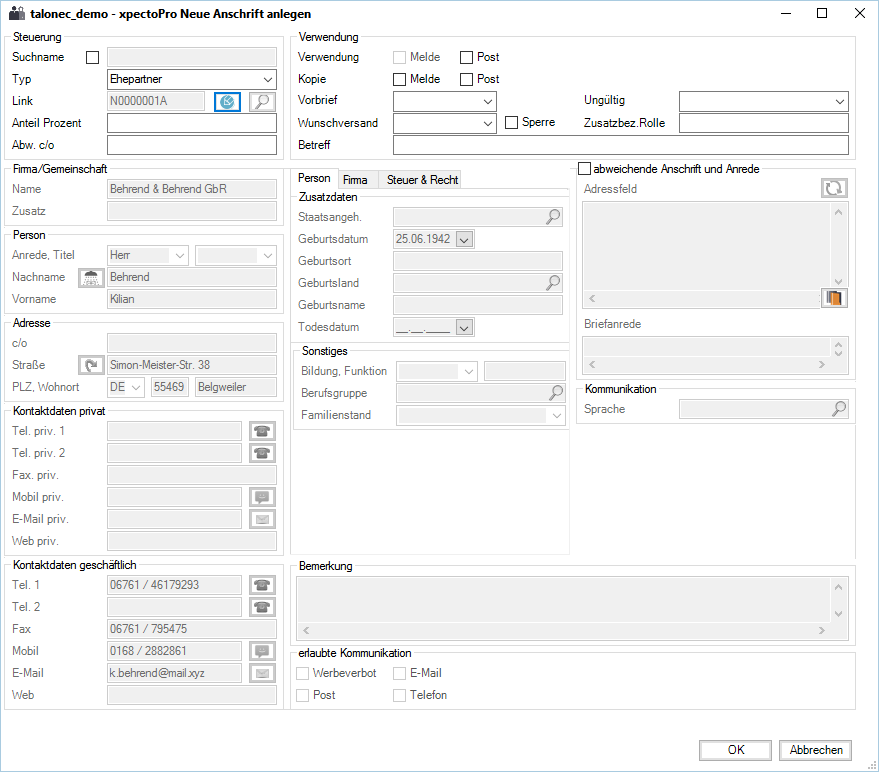 talonec_demo - xpectoPro Neue Anschrift anlegen
Steuerung
Suchname
Typ Ehepartner
Link N0000001A
Anteil Prozent
Abw. c/o
Verwendung
Verwendung Melde Post
Kopie Melde Post
Vorbrief Ungültig
Wunschversand Sperre Zusatzbez.Rolle
Betreff
Firma/Gemeinschaft
Name Behrend & Behrend GbR
Zusatz
Person
Anrede, Titel Herr
Nachname Behrend
Vorname Kilian
Adresse
c/o
Straße Simon-Meister-Str. 38
PLZ, Wohnort DE 55469 Belgweiler
Kontaktdaten privat
Tel. priv. 1
Tel. priv. 2
Fax. priv.
Mobil priv.
E-Mail priv.
Web priv.
Kontaktdaten geschäftlich
Tel. 1 06761 / 46179293
Tel. 2
Fax 06761 / 795475
Mobil 0168 / 2882861
E-Mail k.behrend@mail.xyz
Web
Person Firma Steuer & Recht
Zusatzdaten
Staatsangeh.
Geburtsdatum 25.06.1942
Geburtsort
Geburtsland
Geburtsname
Todesdatum __.__.____
Sonstiges
Bildung, Funktion
Berufsgruppe
Familienstand
abweichende Anschrift und Anrede
Adressfeld
Briefanrede
Kommunikation
Sprache
Bemerkung
erlaubte Kommunikation
Werbeverbot E-Mail
Post Telefon
OK Abbrechen